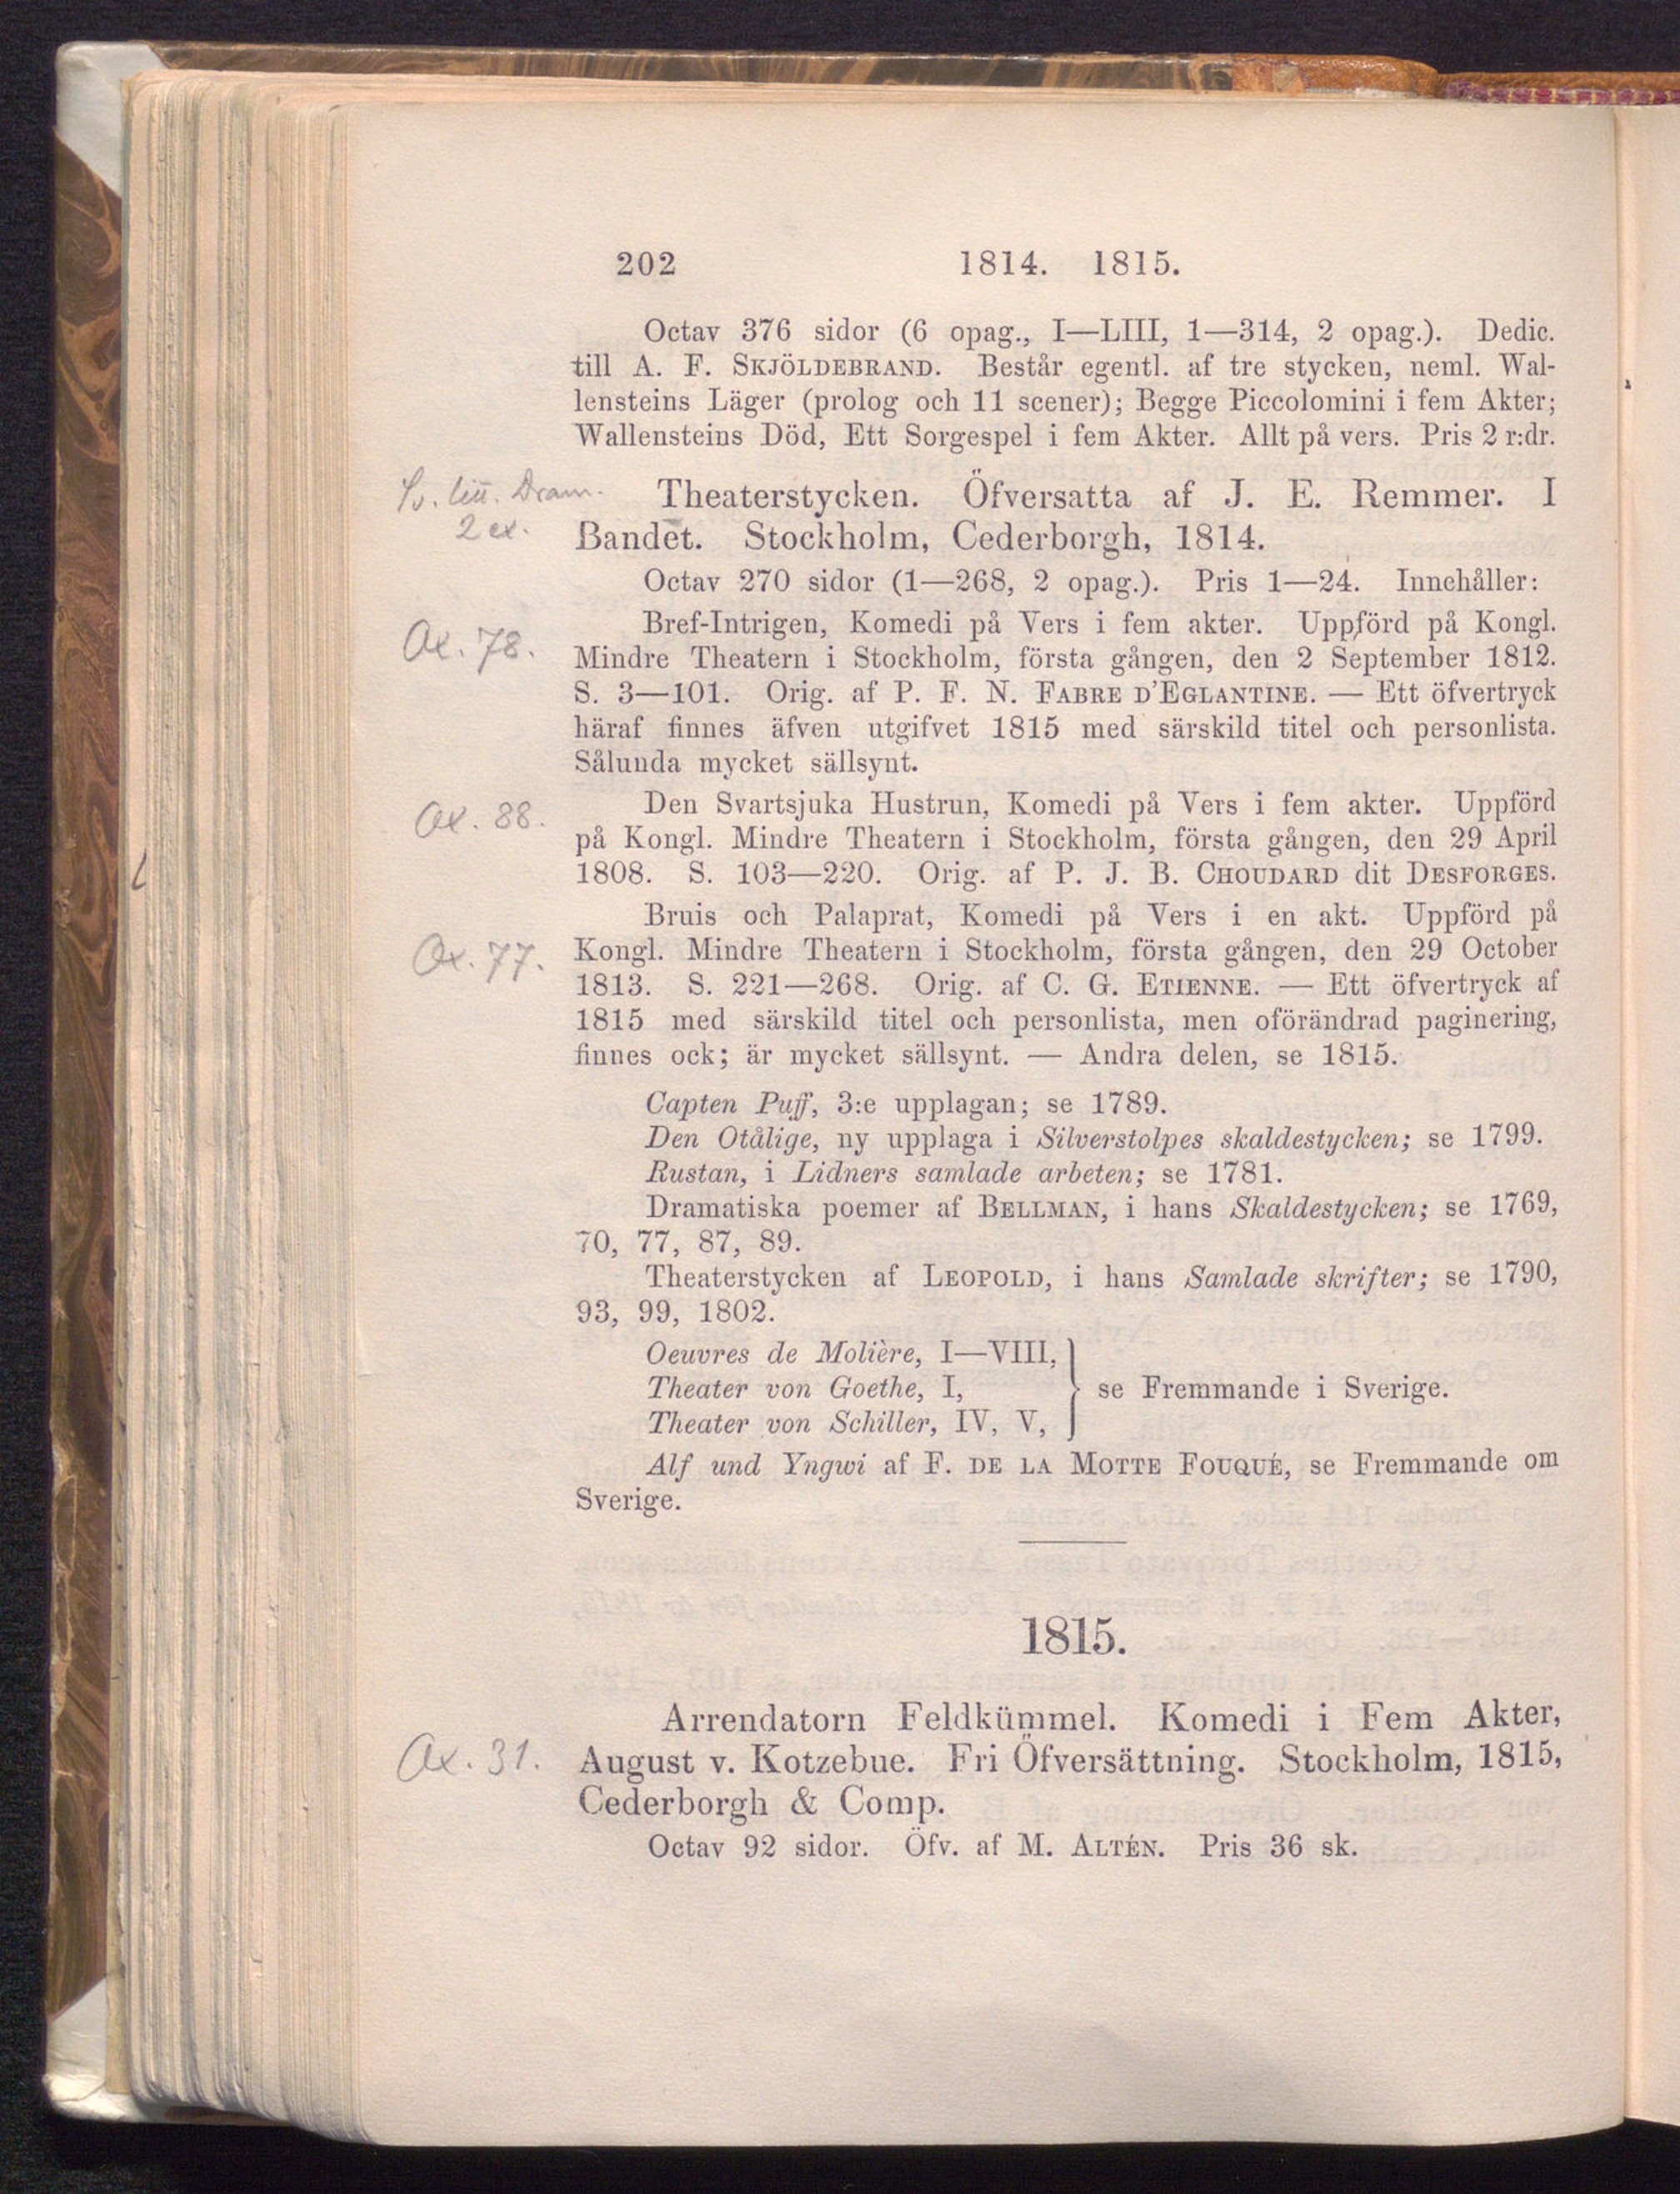 202 1814. 1815.
Octav 376 sidor (6 opag., I—LIII, 1—314, 2 opag.). Dedic.
till A. F. SKJÖLDEBRAND. Består egentl. af tre stycken, neml. Wal-
lensteins Läger (prolog och 11 scener); Begge Piccolomini i fem Akter;
Wallensteins Död, Ett Sorgespel i fem Akter. Allt på vers. Pris 2 r:dr.
Sv. litt. Dram.
2 ex.
Theaterstycken. Öfversatta af J. E. Remmer. I
Bandet. Stockholm, Cederborgh, 1814.
Octav 270 sidor (1—268, 2 opag.). Pris 1—24. Innehåller:
Ox. 78.
Bref-Intrigen, Komedi på Vers i fem akter. Uppförd på Kongl.
Mindre Theatern i Stockholm, första gången, den 2 September 1812.
S. 3—101. Orig. af P. F. N. FABRE D'EGLANTINE. — Ett öfvertryck
häraf finnes äfven utgifvet 1815 med särskild titel och personlista.
Sålunda mycket sällsynt.
Ox. 88.
Den Svartsjuka Hustrun, Komedi på Vers i fem akter. Uppförd
på Kongl. Mindre Theatern i Stockholm, första gången, den 29 April
1808. S. 103—220. Orig. af P. J. B. CHOUDARD dit DESFORGES.
Ox. 77.
Bruis och Palaprat, Komedi på Vers i en akt. Uppförd på
Kongl. Mindre Theatern i Stockholm, första gången, den 29 October
1813. S. 221—268. Orig. af C. G. ETIENNE. — Ett öfvertryck af
1815 med särskild titel och personlista, men oförändrad paginering,
finnes ock; är mycket sällsynt. — Andra delen, se 1815.
Capten Puff, 3:e upplagan; se 1789.
Den Otålige, ny upplaga i Silverstolpes skaldestycken; se 1799.
Rustan, i Lidners samlade arbeten; se 1781.
Dramatiska poemer af BELLMAN, i hans Skaldestycken; se 1769,
70, 77, 87, 89.
Theaterstycken af LEOPOLD, i hans Samlade skrifter; se 1790,
93, 99, 1802.
Oeuvres de Molière, I—VIII,
Theater von Goethe, I, } se Fremmande i Sverige.
Theater von Schiller, IV, V,
Alf und Yngwi af F. DE LA MOTTE FOUQUÉ, se Fremmande om
Sverige.
1815.
Ox. 31.
Arrendatorn Feldkümmel. Komedi i Fem Akter,
August v. Kotzebue. Fri Öfversättning. Stockholm, 1815,
Cederborgh & Comp.
Octav 92 sidor. Öfv. af M. ALTÉN. Pris 36 sk.